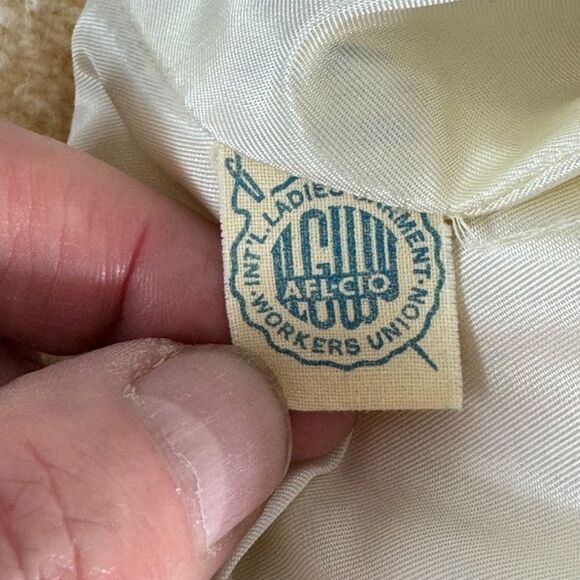 INT'L. LADIES GARMENT
WORKERS UNION
ILGWU
AFL-CIO